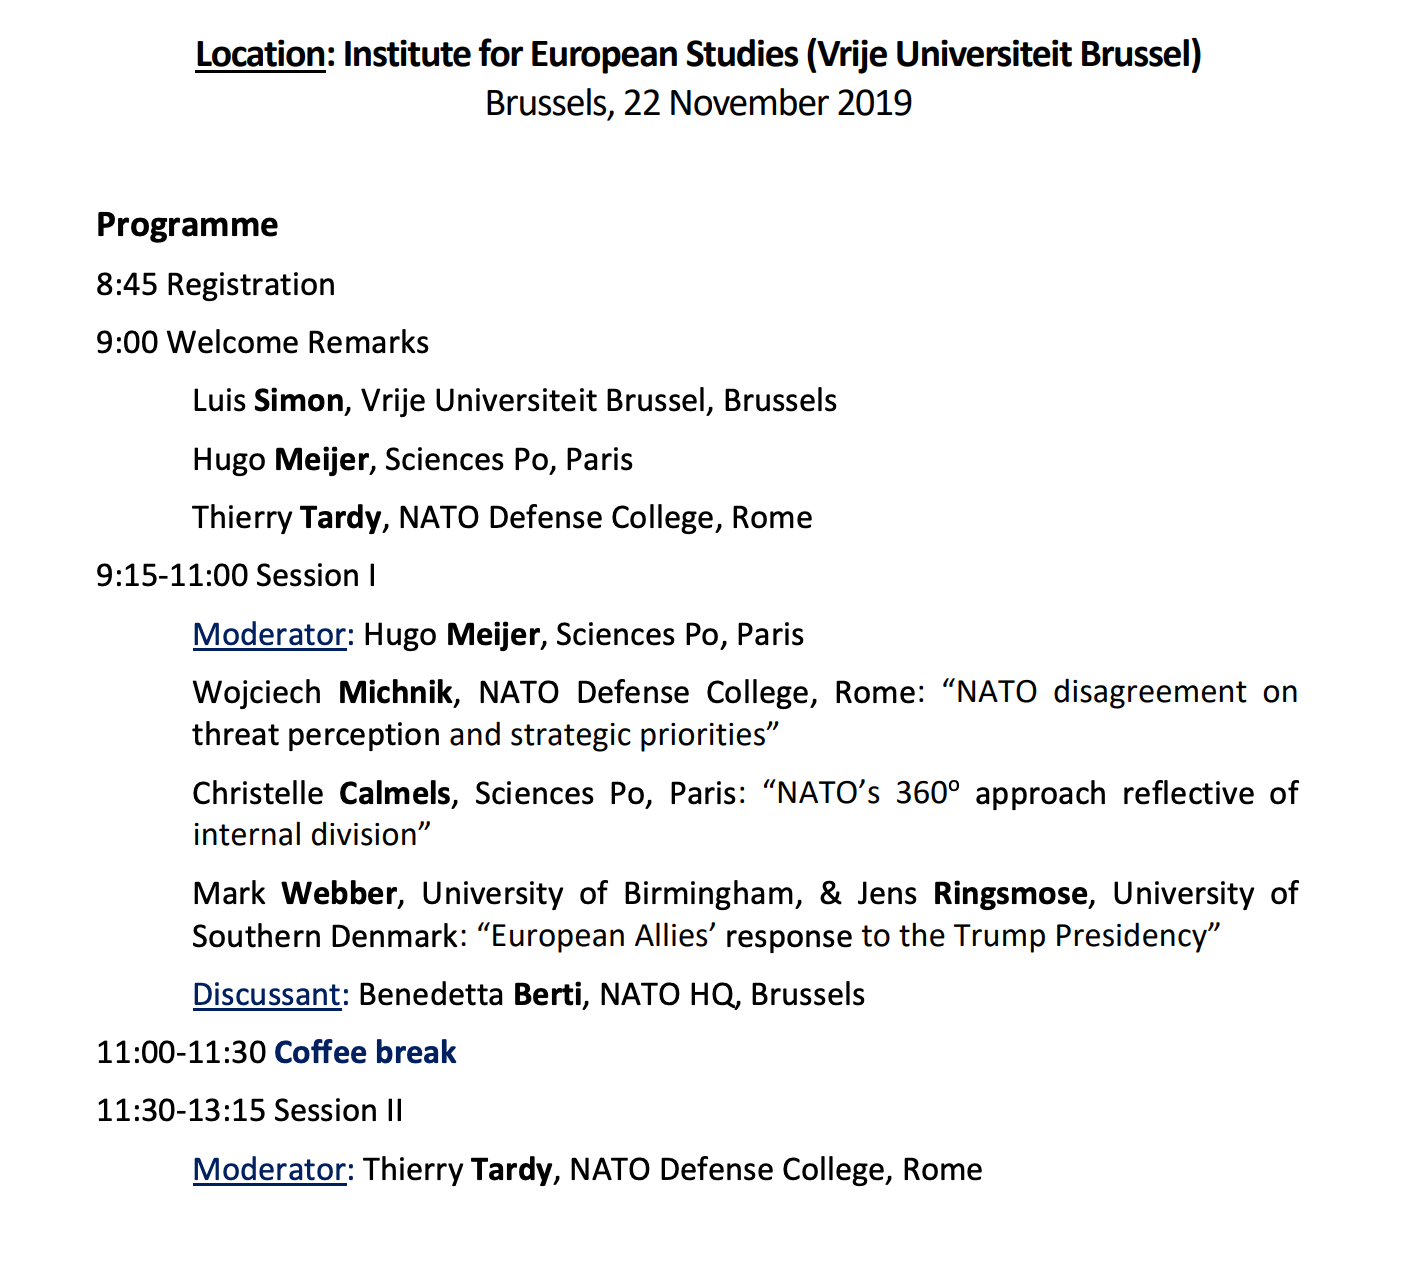 Location: Institute for European Studies (Vrije Universiteit Brussel)
Brussels, 22 November 2019
Programme
8:45 Registration
9:00 Welcome Remarks
Luis Simon, Vrije Universiteit Brussel, Brussels
Hugo Meijer, Sciences Po, Paris
Thierry Tardy, NATO Defense College, Rome
9:15-11:00 Session I
Moderator: Hugo Meijer, Sciences Po, Paris
Wojciech Michnik, NATO Defense College, Rome: “NATO disagreement on
threat perception and strategic priorities”
Christelle Calmels, Sciences Po, Paris: “NATO’s 360º approach reflective of
internal division”
Mark Webber, University of Birmingham, & Jens Ringsmose, University of
Southern Denmark: “European Allies’ response to the Trump Presidency”
Discussant: Benedetta Berti, NATO HQ, Brussels
11:00-11:30 Coffee break
11:30-13:15 Session II
Moderator: Thierry Tardy, NATO Defense College, Rome